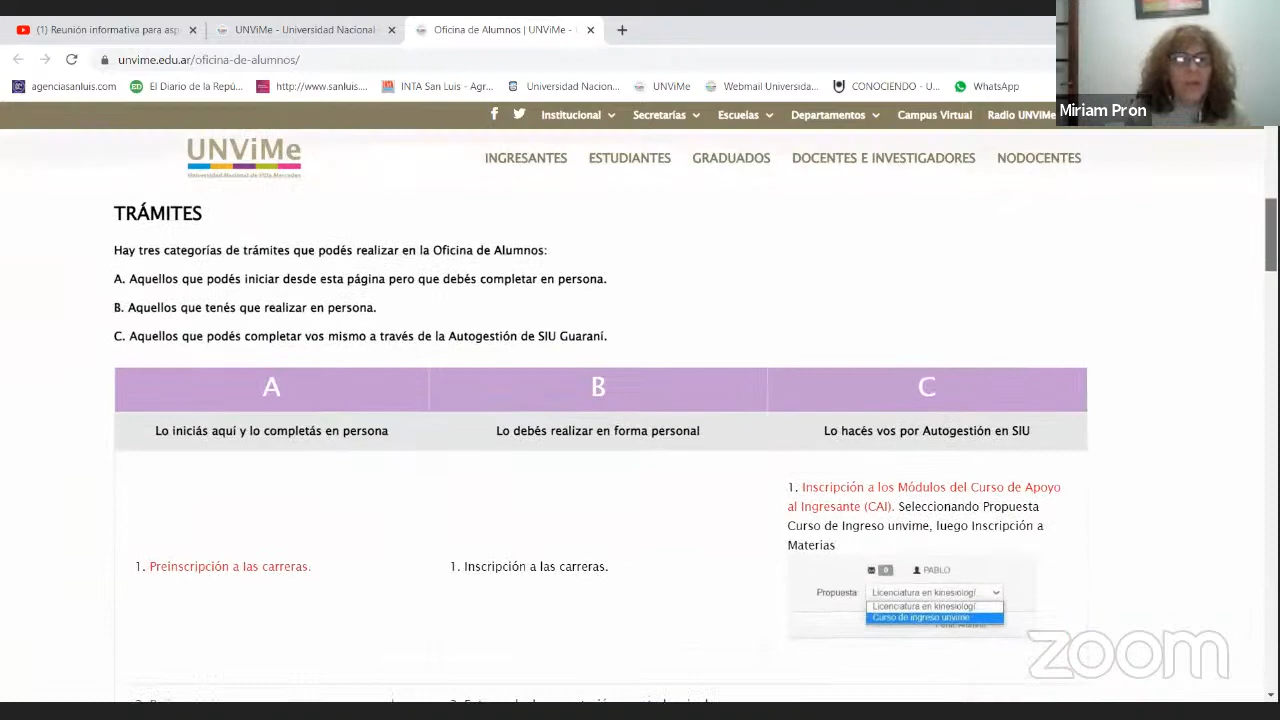 (1) Reunión informativa para asp
UNViMe - Universidad Nacional
Oficina de Alumnos | UNViMe -
unvime.edu.ar/oficina-de-alumnos/
agenciasanluis.com
El Diario de la Repú...
http://www.sanluis....
INTA San Luis - Agr...
Universidad Nacion...
UNViMe
Webmail Universida...
CONOCIENDO - U...
WhatsApp
Miriam Pron
Institucional
Secretarías
Escuelas
Departamentos
Campus Virtual
Radio UNViMe
UNViMe
Universidad Nacional de Villa Mercedes
INGRESANTES
ESTUDIANTES
GRADUADOS
DOCENTES E INVESTIGADORES
NODOCENTES
TRÁMITES
Hay tres categorías de trámites que podés realizar en la Oficina de Alumnos:
A. Aquellos que podés iniciar desde esta página pero que debés completar en persona.
B. Aquellos que tenés que realizar en persona.
C. Aquellos que podés completar vos mismo a través de la Autogestión de SIU Guaraní.
A
B
C
Lo iniciás aquí y lo completás en persona
Lo debés realizar en forma personal
Lo hacés vos por Autogestión en SIU
1. Preinscripción a las carreras.
1. Inscripción a las carreras.
1. Inscripción a los Módulos del Curso de Apoyo
al Ingresante (CAI). Seleccionando Propuesta
Curso de Ingreso unvime, luego Inscripción a
Materias
0
PABLO
Propuesta:
Licenciatura en kinesiologí
Licenciatura en kinesiologí
Curso de ingreso unvime
zoom